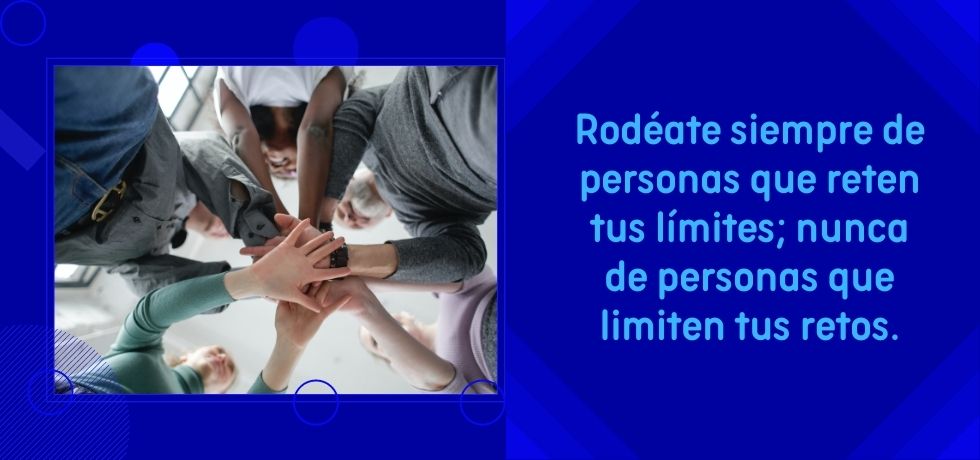 Rodéate siempre de
personas que reten
tus límites; nunca
de personas que
limiten tus retos.